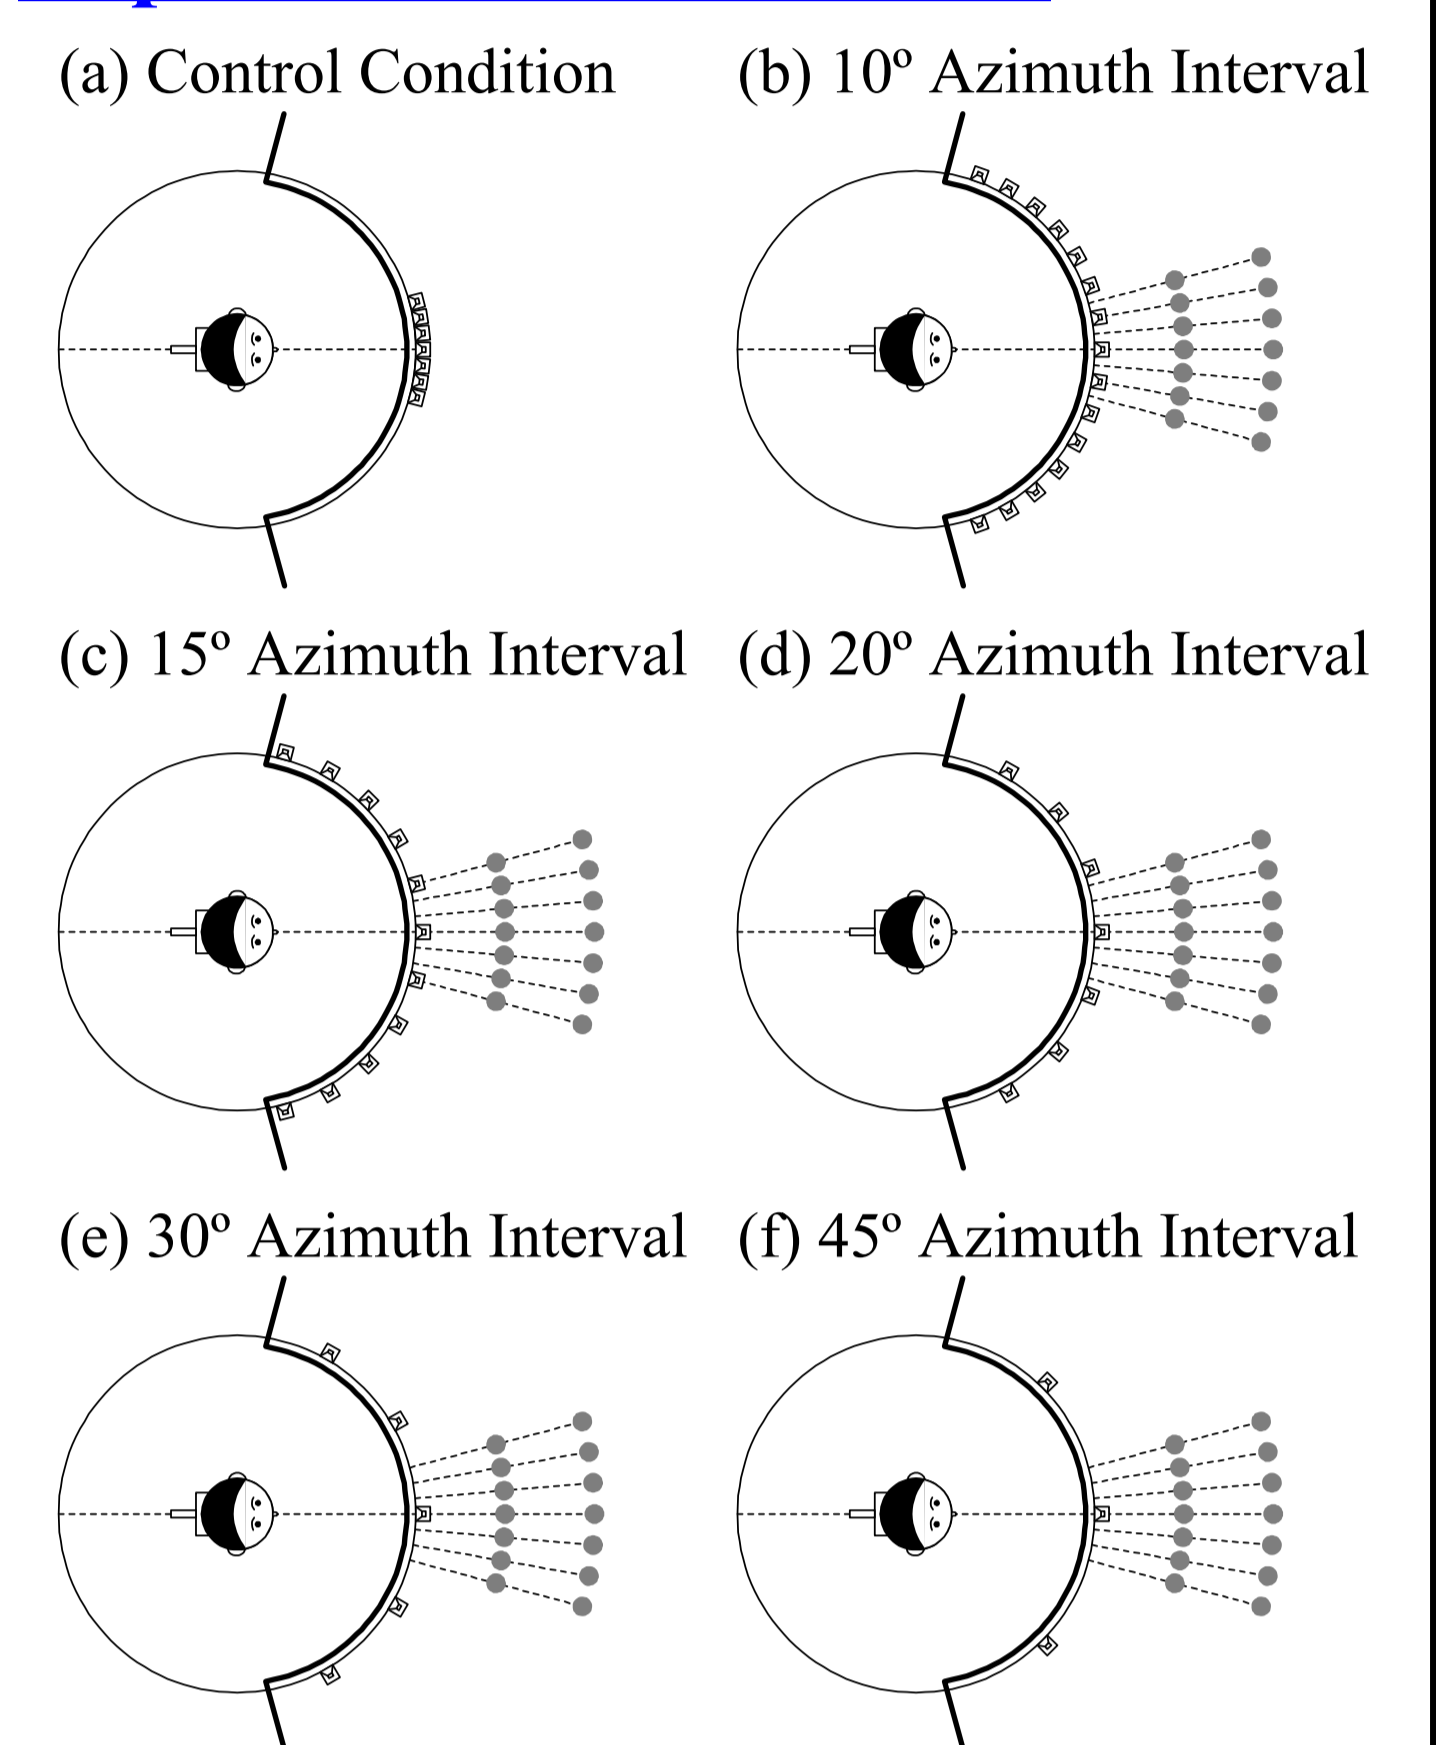 (a) Control Condition
(b) 10º Azimuth Interval
(c) 15º Azimuth Interval
(d) 20º Azimuth Interval
(e) 30º Azimuth Interval
(f) 45º Azimuth Interval